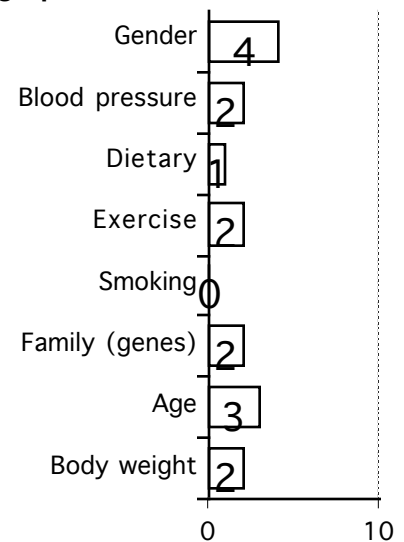 Gender 4
Blood pressure 2
Dietary 1
Exercise 2
Smoking 0
Family (genes) 2
Age 3
Body weight 2
0 10